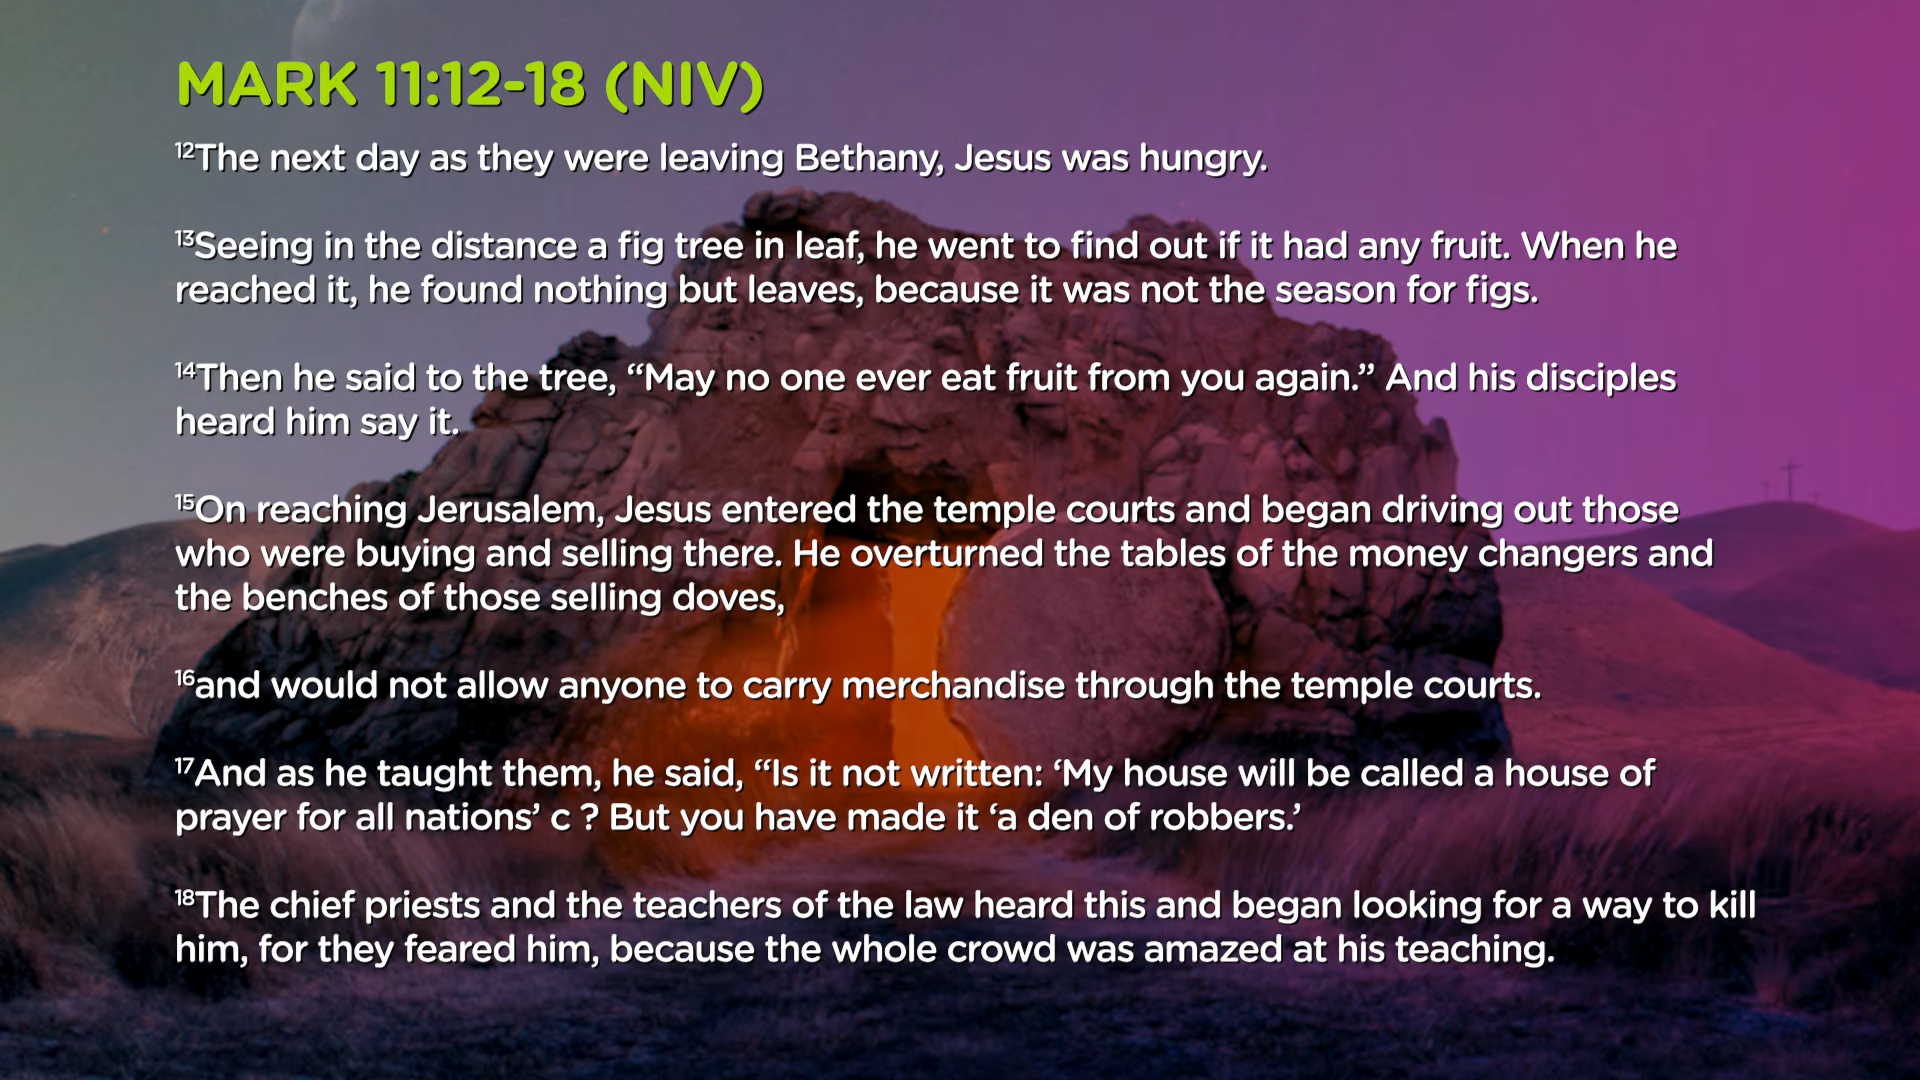 MARK 11:12-18 (NIV)
12The next day as they were leaving Bethany, Jesus was hungry.
13Seeing in the distance a fig tree in leaf, he went to find out if it had any fruit. When he
reached it, he found nothing but leaves, because it was not the season for figs.
14Then he said to the tree, “May no one ever eat fruit from you again.” And his disciples
heard him say it.
15On reaching Jerusalem, Jesus entered the temple courts and began driving out those
who were buying and selling there. He overturned the tables of the money changers and
the benches of those selling doves,
16and would not allow anyone to carry merchandise through the temple courts.
17And as he taught them, he said, “Is it not written: ‘My house will be called a house of
prayer for all nations’ c ? But you have made it ‘a den of robbers.’
18The chief priests and the teachers of the law heard this and began looking for a way to kill
him, for they feared him, because the whole crowd was amazed at his teaching.